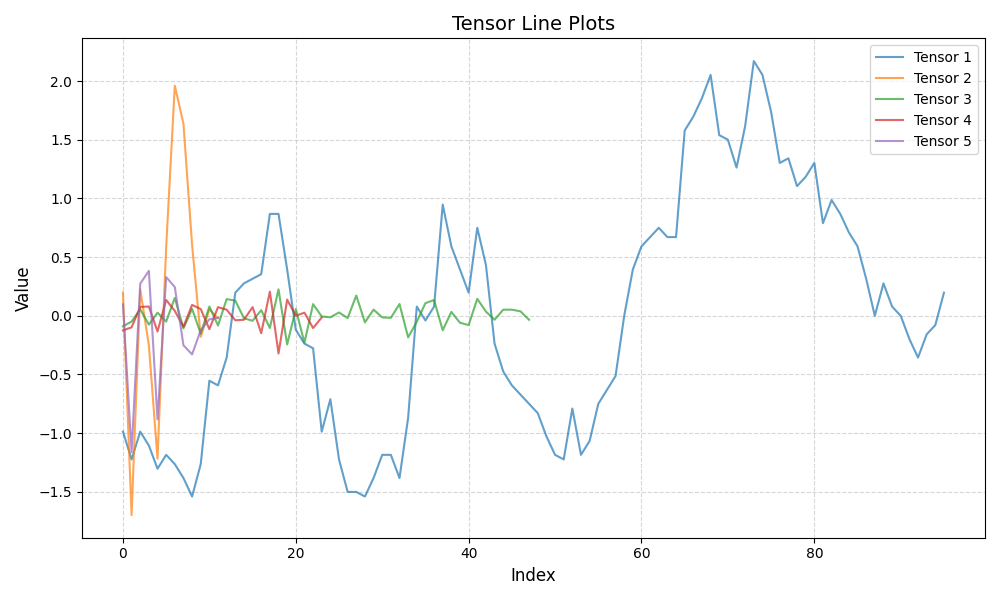 Tensor Line Plots
Tensor 1
Tensor 2
Tensor 3
Tensor 4
Tensor 5
Value
2.0
1.5
1.0
0.5
0.0
−0.5
−1.0
−1.5
0 20 40 60 80
Index